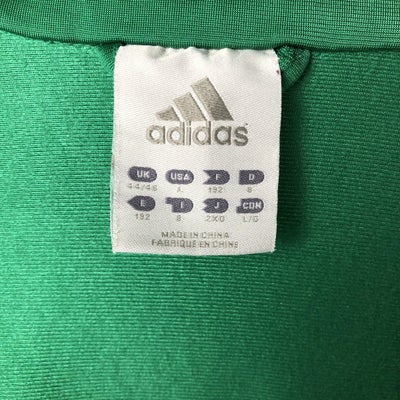 adidas
UK USA F D
44/46 L 192 8
E I J CDN
192 8 2XO L/G
MADE IN CHINA
FABRIQUE EN CHINE